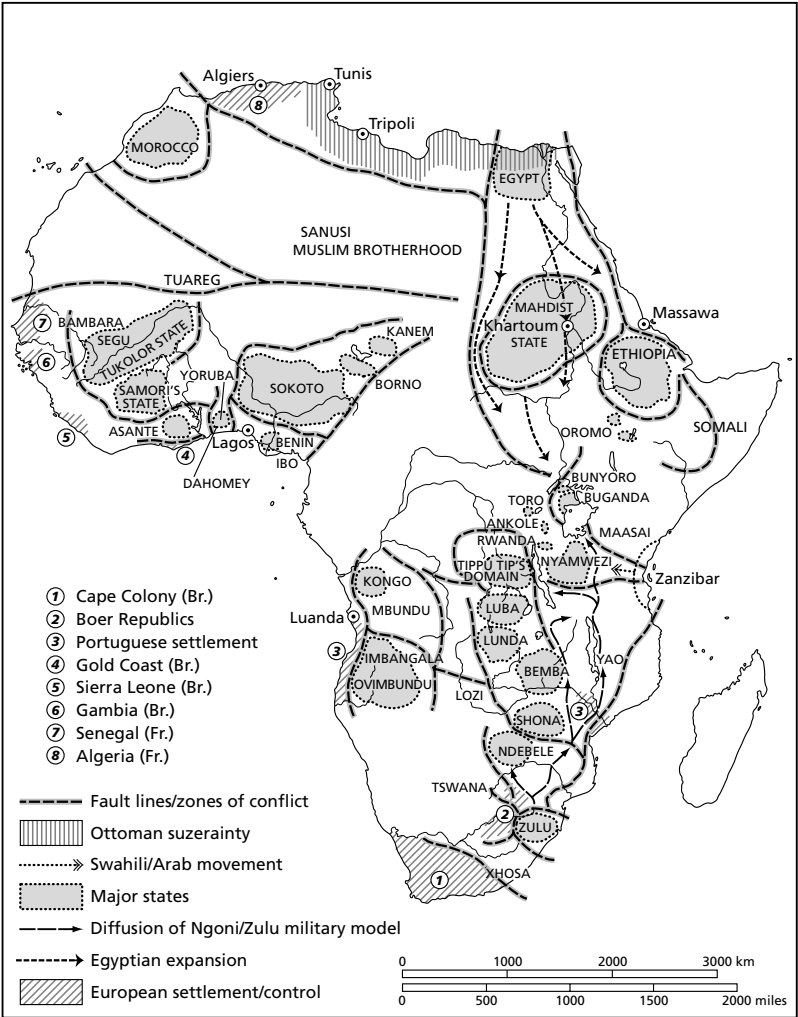 Algiers
Tunis
8
Tripoli
MOROCCO
EGYPT
SANUSI
MUSLIM BROTHERHOOD
TUAREG
MAHDIST
Khartoum
STATE
Massawa
7
BAMBARA
SEGU
TUKOLOR STATE
KANEM
ETHIOPIA
6
YORUBA
SOKOTO
BORNO
SAMORI'S
STATE
5
ASANTE
4
Lagos
BENIN
IBO
OROMO
SOMALI
DAHOMEY
BUNYORO
BUGANDA
TORO
ANKOLE
RWANDA
MAASAI
TIPPU TIP'S
DOMAIN
NYAMWEZI
Zanzibar
KONGO
MBUNDU
LUBA
Luanda
LUNDA
3
IMBANGALA
OVIMBUNDU
BEMBA
YAO
LOZI
3
SHONA
NDEBELE
TSWANA
2
ZULU
1
XHOSA
1 Cape Colony (Br.)
2 Boer Republics
3 Portuguese settlement
4 Gold Coast (Br.)
5 Sierra Leone (Br.)
6 Gambia (Br.)
7 Senegal (Fr.)
8 Algeria (Fr.)
Fault lines/zones of conflict
Ottoman suzerainty
Swahili/Arab movement
Major states
Diffusion of Ngoni/Zulu military model
Egyptian expansion
European settlement/control
0 1000 2000 3000 km
0 500 1000 1500 2000 miles